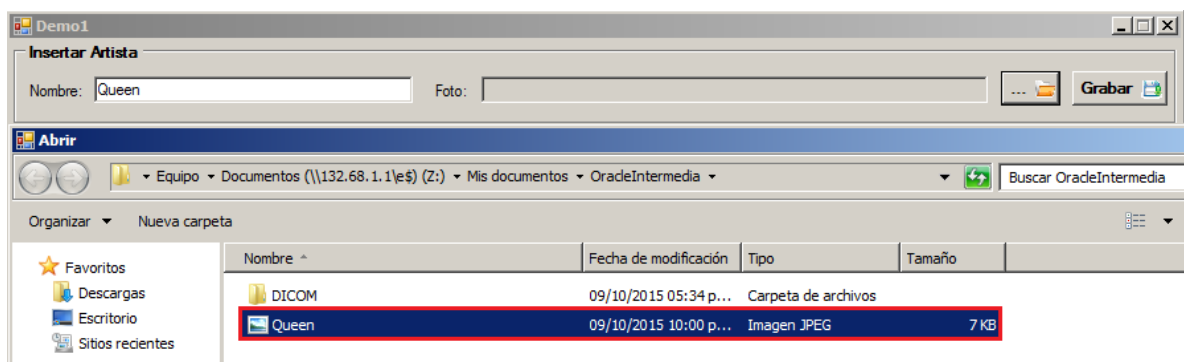 Demo1
Insertar Artista
Nombre: Queen Foto: ... Grabar
Abrir
Equipo Documentos (\\132.68.1.1\e$) (Z:) Mis documentos OracleIntermedia Buscar OracleIntermedia
Organizar Nueva carpeta
Favoritos Nombre Fecha de modificación Tipo Tamaño
Descargas DICOM 09/10/2015 05:34 p... Carpeta de archivos
Escritorio Queen 09/10/2015 10:00 p... Imagen JPEG 7 KB
Sitios recientes